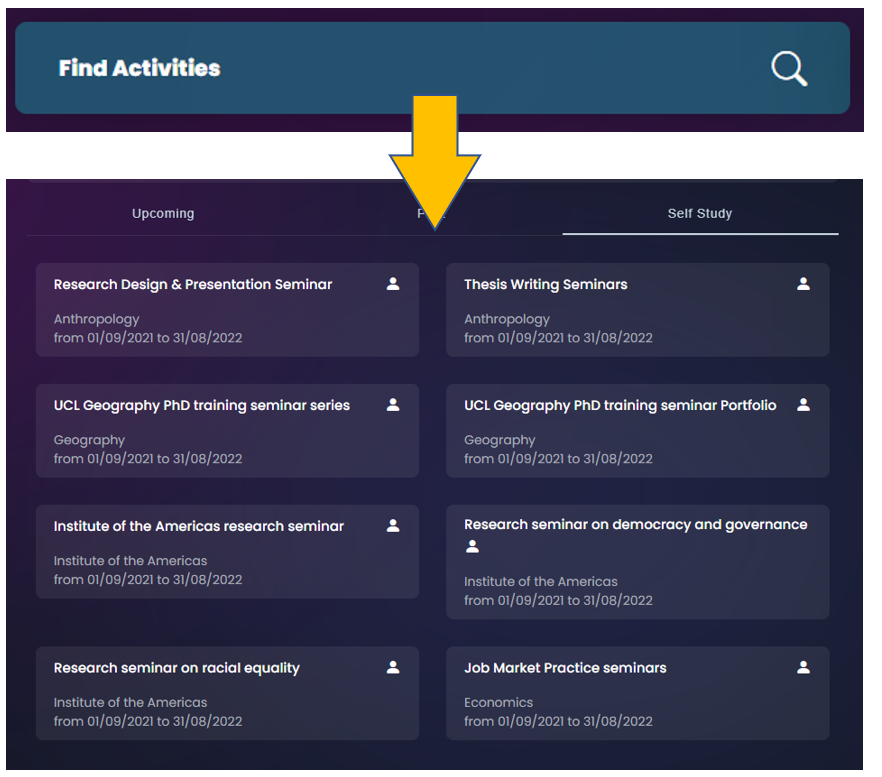 Find Activities
Upcoming
Self Study
Research Design & Presentation Seminar
Anthropology
from 01/09/2021 to 31/08/2022
Thesis Writing Seminars
Anthropology
from 01/09/2021 to 31/08/2022
UCL Geography PhD training seminar series
Geography
from 01/09/2021 to 31/08/2022
UCL Geography PhD training seminar Portfolio
Geography
from 01/09/2021 to 31/08/2022
Institute of the Americas research seminar
Institute of the Americas
from 01/09/2021 to 31/08/2022
Research seminar on democracy and governance
Institute of the Americas
from 01/09/2021 to 31/08/2022
Research seminar on racial equality
Institute of the Americas
from 01/09/2021 to 31/08/2022
Job Market Practice seminars
Economics
from 01/09/2021 to 31/08/2022